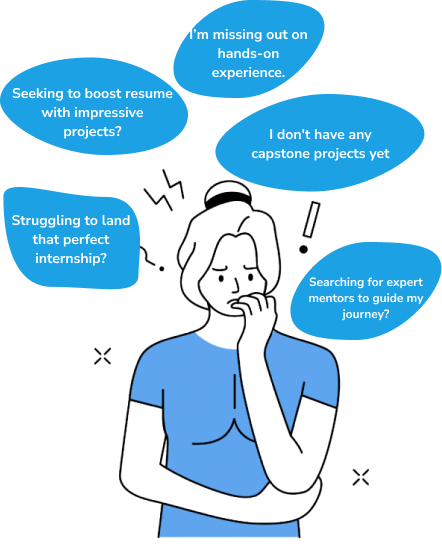 I'm missing out on
hands-on
experience.
Seeking to boost resume
with impressive
projects?
I don't have any
capstone projects yet
Struggling to land
that perfect
internship?
Searching for expert
mentors to guide my
journey?